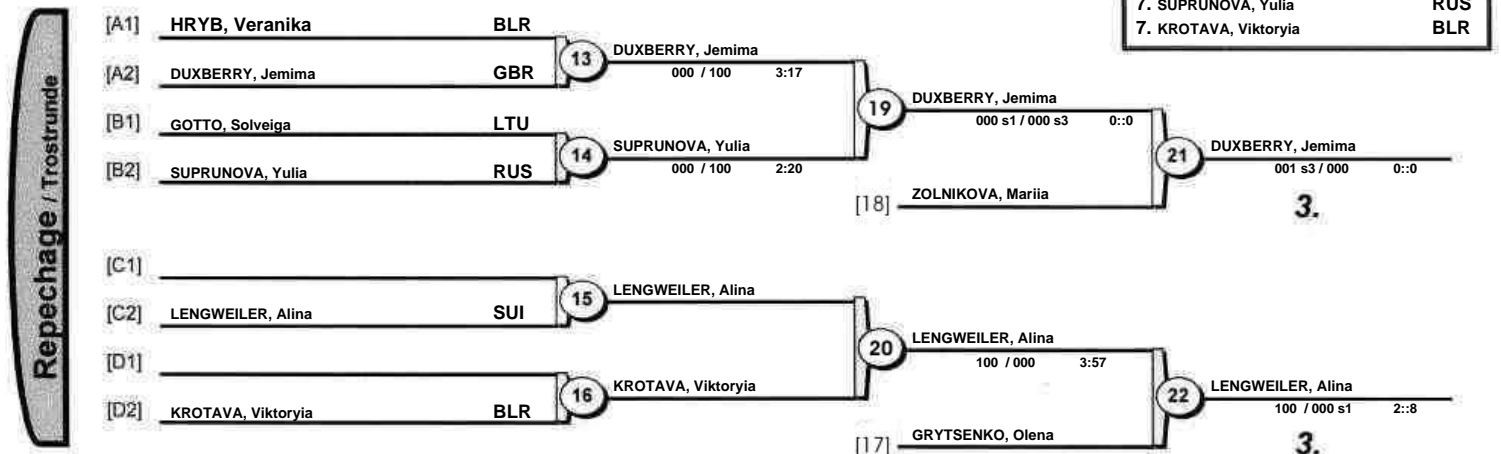 7. SUPRUNOVA, Yulia RUS
7. KROTAVA, Viktoryia BLR
Repechage / Trostrunde
[A1] HRYB, Veranika BLR
13 DUXBERRY, Jemima
000 / 100 3:17
[A2] DUXBERRY, Jemima GBR
19 DUXBERRY, Jemima
000 s1 / 000 s3 0::0
[B1] GOTTO, Solveiga LTU
14 SUPRUNOVA, Yulia
000 / 100 2:20
[B2] SUPRUNOVA, Yulia RUS
21 DUXBERRY, Jemima
001 s3 / 000 0::0
[18] ZOLNIKOVA, Mariia
3.
[C1]
15 LENGWEILER, Alina
[C2] LENGWEILER, Alina SUI
20 LENGWEILER, Alina
100 / 000 3:57
[D1]
16 KROTAVA, Viktoryia
[D2] KROTAVA, Viktoryia BLR
22 LENGWEILER, Alina
100 / 000 s1 2::8
[17] GRYTSENKO, Olena
3.